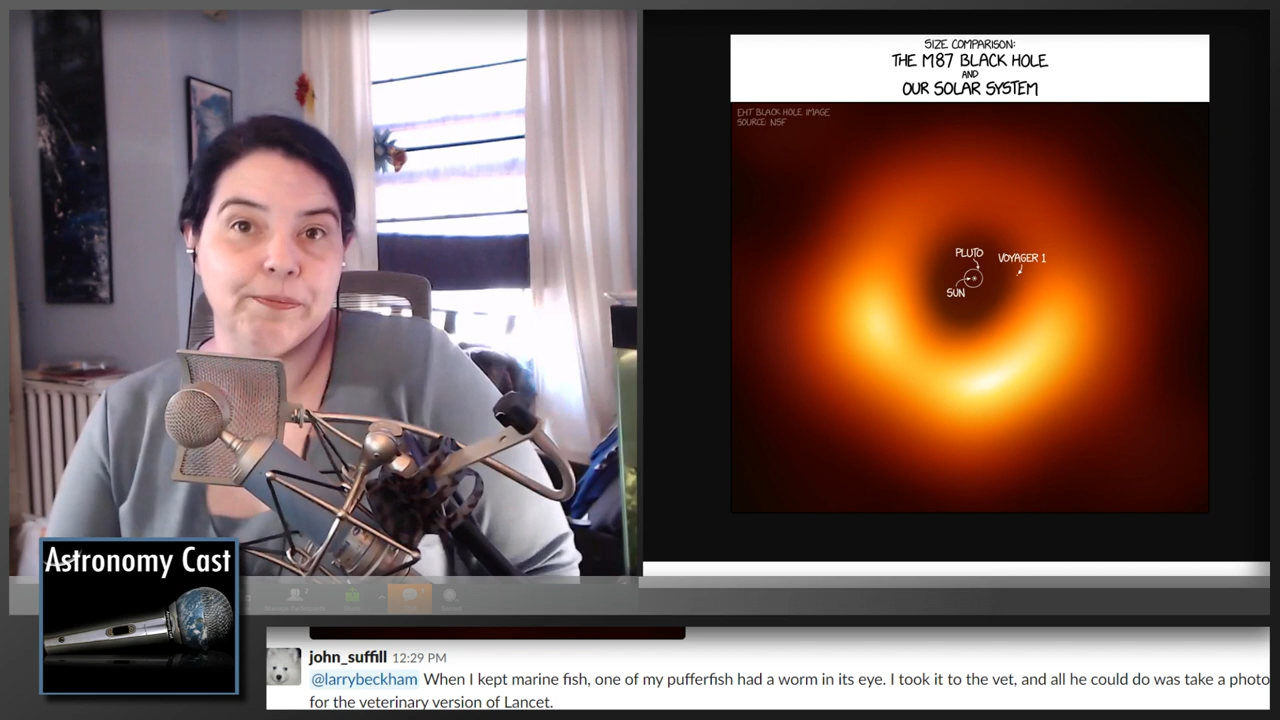 SIZE COMPARISON:
THE M87 BLACK HOLE
AND
OUR SOLAR SYSTEM
EHT BLACK HOLE IMAGE
SOURCE: NSF
PLUTO
VOYAGER 1
SUN
Astronomy Cast
Manage Participants
john_suffill 12:29 PM
@larrybeckham When I kept marine fish, one of my pufferfish had a worm in its eye. I took it to the vet, and all he could do was take a photo
for the veterinary version of Lancet.